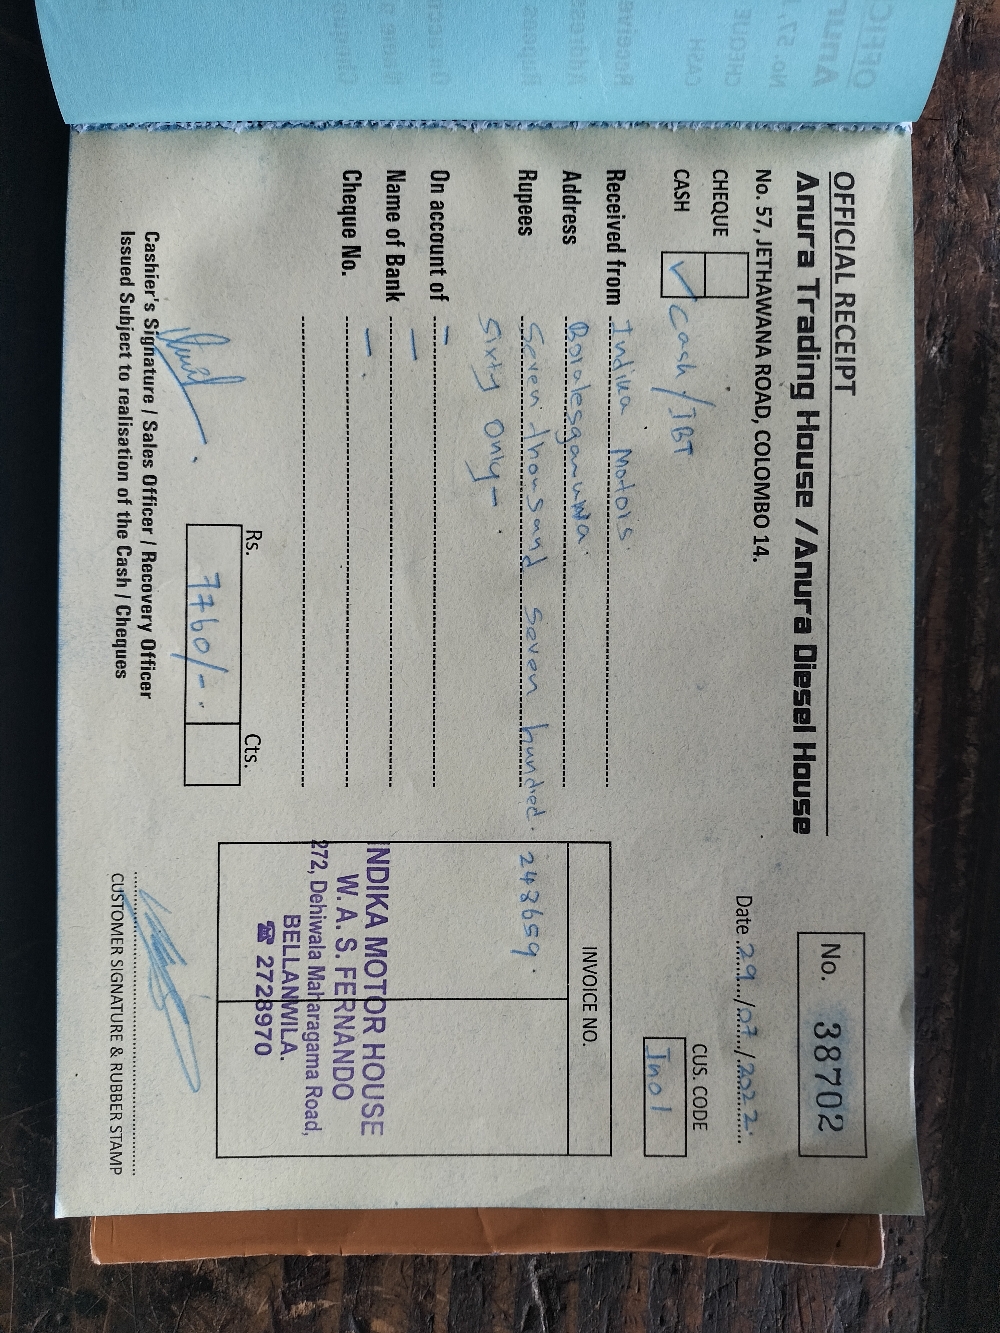 OFFICIAL RECEIPT
Anura Trading House / Anura Diesel House
No. 57, JETHAWANA ROAD, COLOMBO 14.
No. 38702
Date 29/07/2022
CHEQUE
CASH ✓ Cash / TBT
CUS. CODE
In01
Received from Indika Motors.
Address Boralesgamuwa.
Rupees Seven thousand seven hundred.
Sixty Only -
On account of -
Name of Bank -
Cheque No. -
INVOICE NO.
248659.
INDIKA MOTOR HOUSE
W. A. S. FERNANDO
272, Dehiwala Maharagama Road,
BELLANWILA.
☎ 2728970
Rs. Cts.
7760/-
Cashier's Signature / Sales Officer / Recovery Officer
Issued Subject to realisation of the Cash / Cheques
CUSTOMER SIGNATURE & RUBBER STAMP